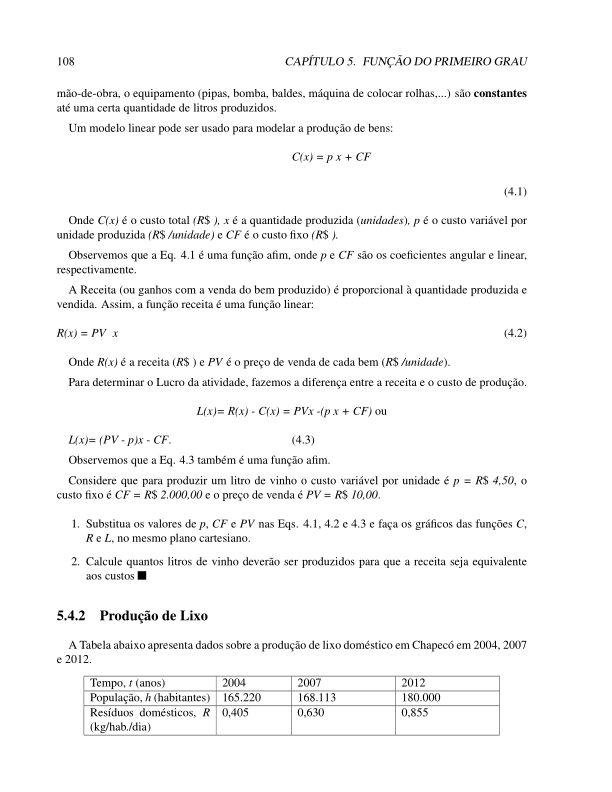 108 CAPÍTULO 5. FUNÇÃO DO PRIMEIRO GRAU
mão-de-obra, o equipamento (pipas, bomba, baldes, máquina de colocar rolhas,...) são constantes
até uma certa quantidade de litros produzidos.
Um modelo linear pode ser usado para modelar a produção de bens:
C(x) = p x + CF
(4.1)
Onde C(x) é o custo total (R$ ), x é a quantidade produzida (unidades), p é o custo variável por
unidade produzida (R$ /unidade) e CF é o custo fixo (R$ ).
Observemos que a Eq. 4.1 é uma função afim, onde p e CF são os coeficientes angular e linear,
respectivamente.
A Receita (ou ganhos com a venda do bem produzido) é proporcional à quantidade produzida e
vendida. Assim, a função receita é uma função linear:
R(x) = PV x (4.2)
Onde R(x) é a receita (R$ ) e PV é o preço de venda de cada bem (R$ /unidade).
Para determinar o Lucro da atividade, fazemos a diferença entre a receita e o custo de produção.
L(x)= R(x) - C(x) = PVx -(p x + CF) ou
L(x)= (PV - p)x - CF. (4.3)
Observemos que a Eq. 4.3 também é uma função afim.
Considere que para produzir um litro de vinho o custo variável por unidade é p = R$ 4,50, o
custo fixo é CF = R$ 2.000,00 e o preço de venda é PV = R$ 10,00.
1. Substitua os valores de p, CF e PV nas Eqs. 4.1, 4.2 e 4.3 e faça os gráficos das funções C,
R e L, no mesmo plano cartesiano.
2. Calcule quantos litros de vinho deverão ser produzidos para que a receita seja equivalente
aos custos ■
5.4.2 Produção de Lixo
A Tabela abaixo apresenta dados sobre a produção de lixo doméstico em Chapecó em 2004, 2007
e 2012.
Tempo, t (anos) 2004 2007 2012
População, h (habitantes) 165.220 168.113 180.000
Resíduos domésticos, R 0,405 0,630 0,855
(kg/hab./dia)